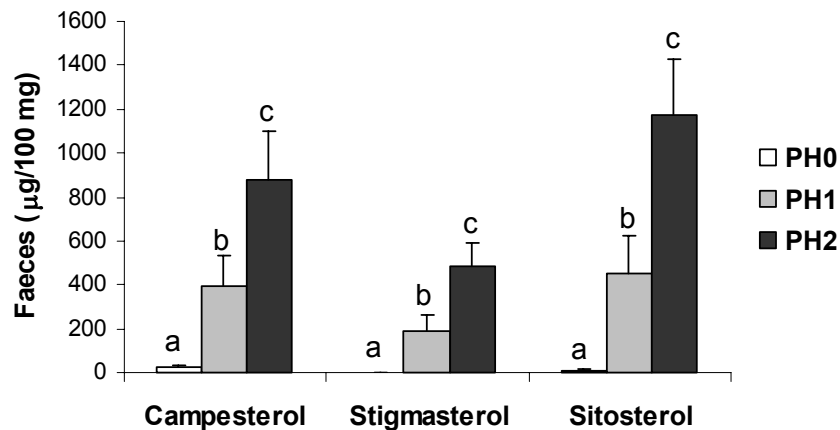 1600
1400
1200
1000
800
600
400
200
0
Faeces (µg/100 mg)
a b c
a b c
a b c
Campesterol Stigmasterol Sitosterol
PH0
PH1
PH2